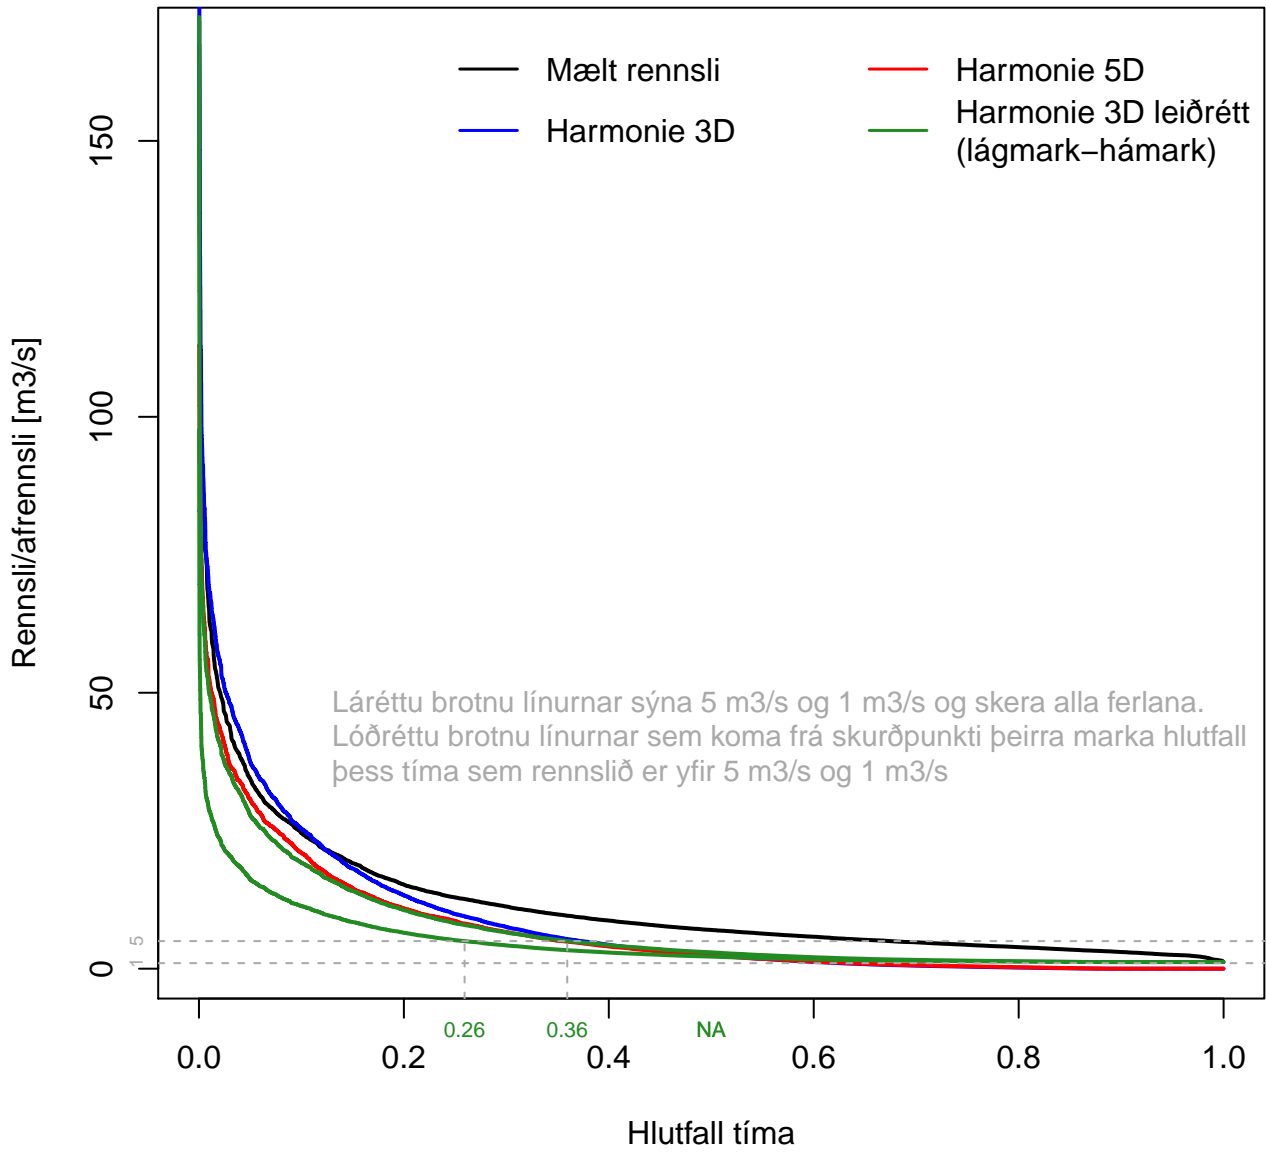 Mælt rennsli
Harmonie 3D
Harmonie 5D
Harmonie 3D leiðrétt
(lágmark−hámark)
Rennsli/afrennsli [m3/s]
150
100
50
0
5
1
Láréttu brotnu línurnar sýna 5 m3/s og 1 m3/s og skera alla ferlana.
Lóðréttu brotnu línurnar sem koma frá skurðpunkti þeirra marka hlutfall
þess tíma sem rennslið er yfir 5 m3/s og 1 m3/s
0.26
0.36
NA
0.0
0.2
0.4
0.6
0.8
1.0
Hlutfall tíma